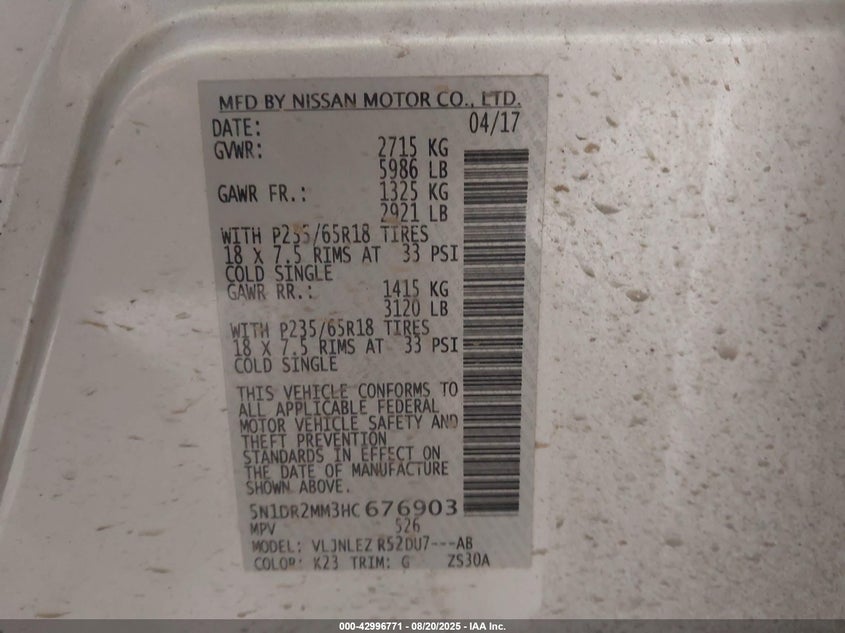 MFD BY NISSAN MOTOR CO., LTD.
DATE: 04/17
GVWR: 2715 KG
5986 LB
GAWR FR.: 1325 KG
2921 LB
WITH P235/65R18 TIRES
18 X 7.5 RIMS AT 33 PSI
COLD SINGLE
GAWR RR.: 1415 KG
3120 LB
WITH P235/65R18 TIRES
18 X 7.5 RIMS AT 33 PSI
COLD SINGLE
THIS VEHICLE CONFORMS TO
ALL APPLICABLE FEDERAL
MOTOR VEHICLE SAFETY AND
THEFT PREVENTION
STANDARDS IN EFFECT ON
THE DATE OF MANUFACTURE
SHOWN ABOVE.
5N1DR2MM3HC676903
MPV 526
MODEL: VLJNLEZ R52DU7---AB
COLOR: K23 TRIM: G ZS30A
000-42996771 - 08/20/2025 - IAA Inc.